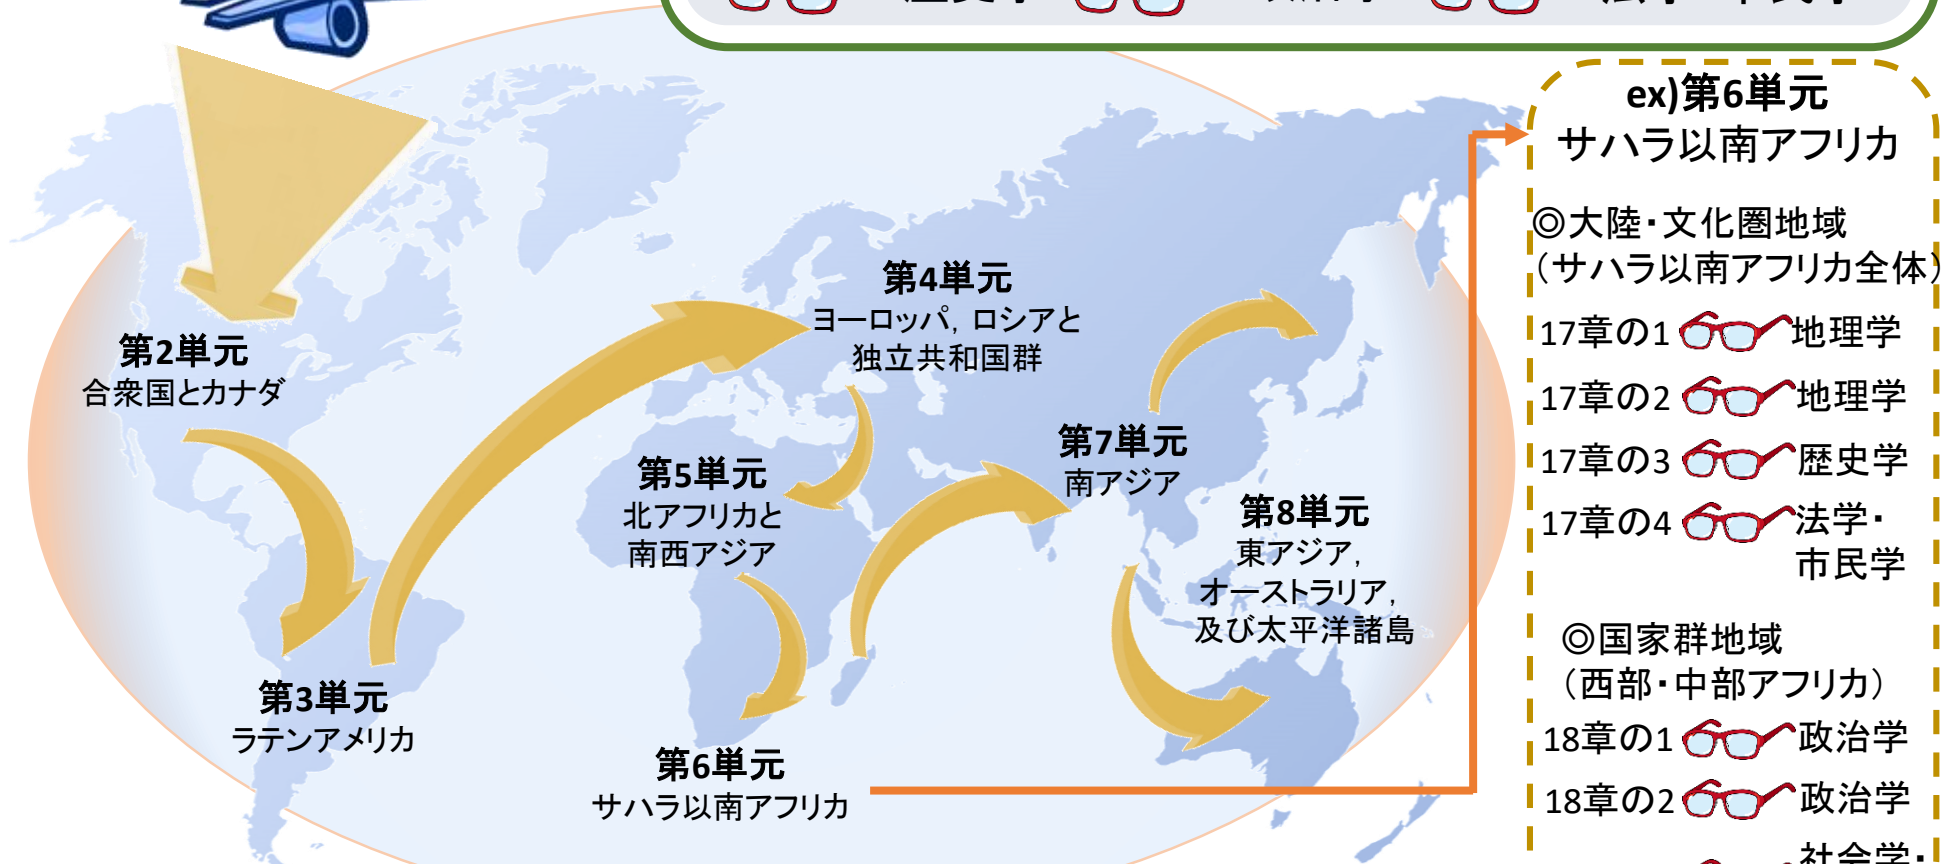 第2単元
合衆国とカナダ
第3単元
ラテンアメリカ
第4単元
ヨーロッパ，ロシアと
独立共和国群
第5単元
北アフリカと
南西アジア
第6単元
サハラ以南アフリカ
第7単元
南アジア
第8単元
東アジア，
オーストラリア，
及び太平洋諸島
ex)第6単元
サハラ以南アフリカ
◎大陸・文化圏地域
（サハラ以南アフリカ全体）
17章の1 地理学
17章の2 地理学
17章の3 歴史学
17章の4 法学・
市民学
◎国家群地域
（西部・中部アフリカ）
18章の1 政治学
18章の2 政治学
社会学・